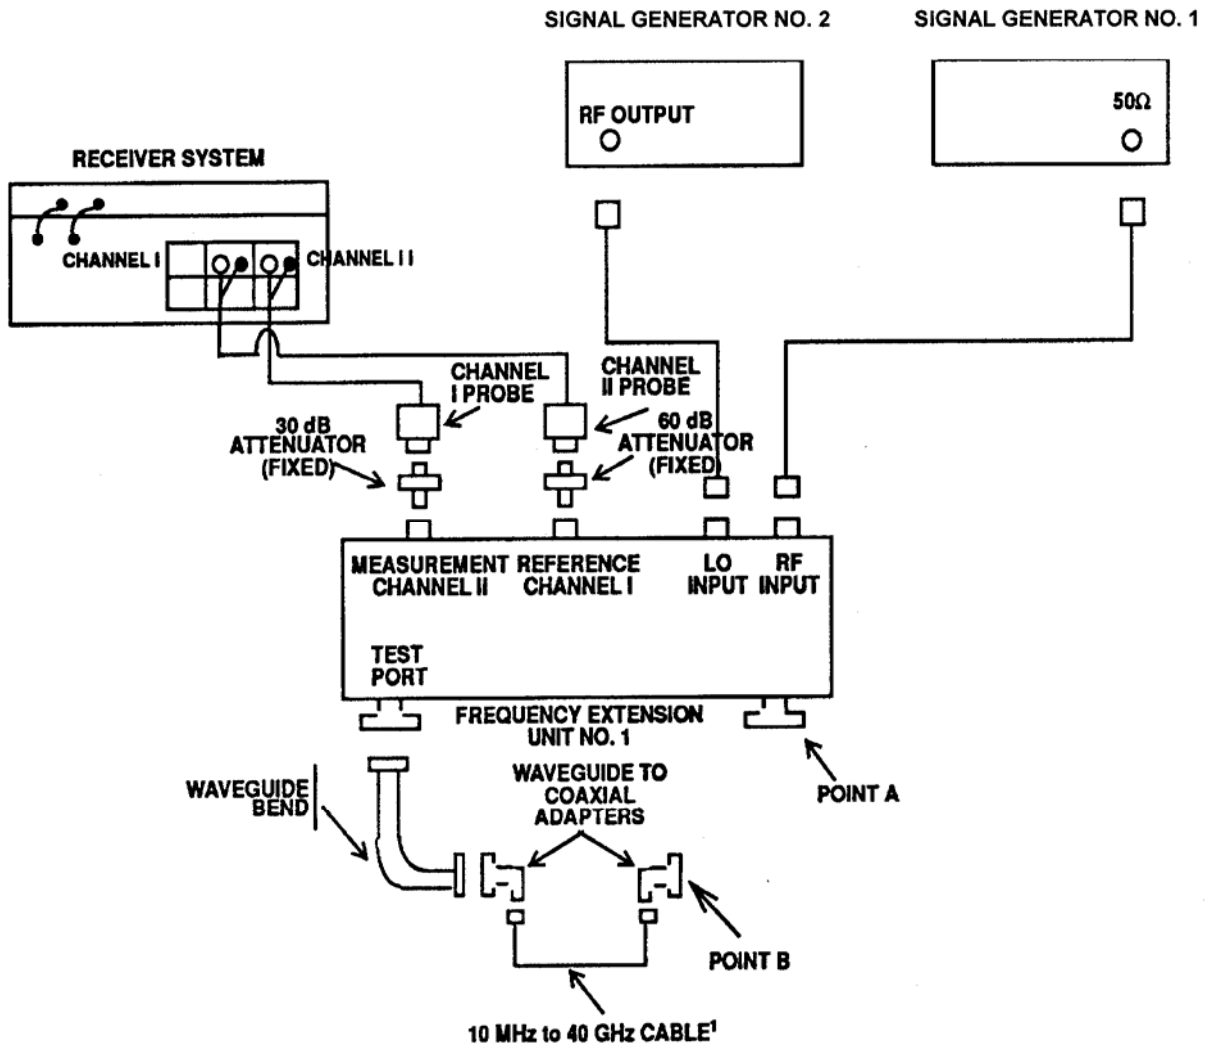 SIGNAL GENERATOR NO. 2
SIGNAL GENERATOR NO. 1
RF OUTPUT
50Ω
RECEIVER SYSTEM
CHANNEL I
CHANNEL II
CHANNEL
I PROBE
CHANNEL
II PROBE
30 dB
ATTENUATOR
(FIXED)
60 dB
ATTENUATOR
(FIXED)
MEASUREMENT
CHANNEL II
REFERENCE
CHANNEL I
LO
INPUT
RF
INPUT
TEST
PORT
FREQUENCY EXTENSION
UNIT NO. 1
WAVEGUIDE
BEND
WAVEGUIDE TO
COAXIAL
ADAPTERS
POINT A
POINT B
10 MHz to 40 GHz CABLE¹